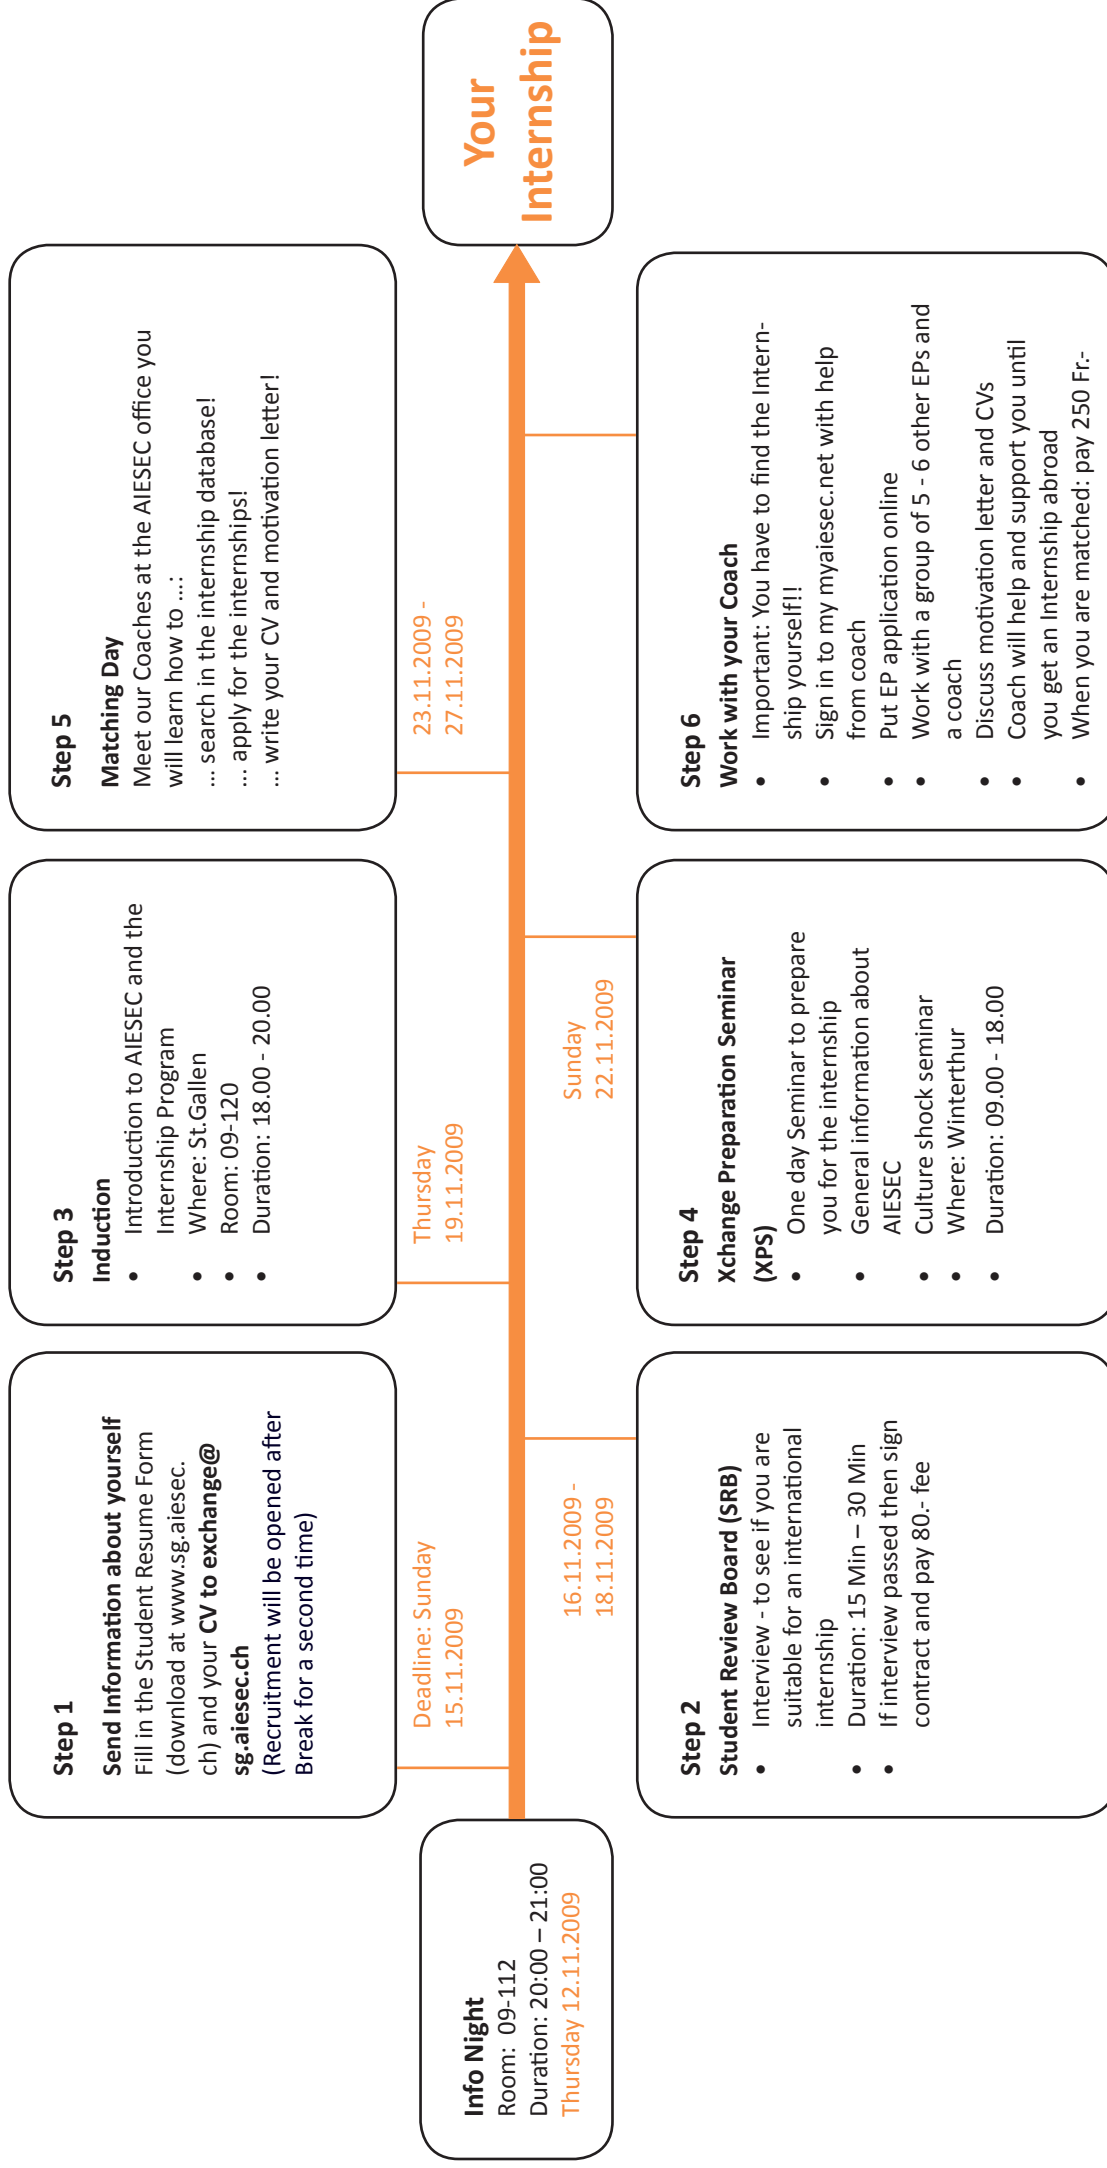 Info Night
Room:  09-112
Duration: 20:00 – 21:00
Thursday 12.11.2009
Step 1
Send Information about yourself
Fill in the Student Resume Form
(download at www.sg.aiesec.
ch) and your CV to exchange@
sg.aiesec.ch
(Recruitment will be opened after
Break for a second time)
Deadline: Sunday
15.11.2009
Step 2
Student Review Board (SRB)
• Interview - to see if you are
suitable for an international
internship
• Duration: 15 Min – 30 Min
• If interview passed then sign
contract and pay 80.- fee
16.11.2009 -
18.11.2009
Step 3
Induction
• Introduction to AIESEC and the
Internship Program
• Where: St.Gallen
• Room: 09-120
• Duration: 18.00 - 20.00
Thursday
19.11.2009
Step 4
Xchange Preparation Seminar
(XPS)
• One day Seminar to prepare
you for the internship
• General information about
AIESEC
• Culture shock seminar
• Where: Winterthur
• Duration: 09.00 - 18.00
Sunday
22.11.2009
Step 5
Matching Day
Meet our Coaches at the AIESEC office you
will learn how to ....:
... search in the internship database!
... apply for the internships!
... write your CV and motivation letter!
23.11.2009 -
27.11.2009
Step 6
Work with your Coach
• Important: You have to find the Intern-
ship yourself!!
• Sign in to my myaiesec.net with help
from coach
• Put EP application online
• Work with a group of 5 - 6 other EPs and
a coach
• Discuss motivation letter and CVs
• Coach will help and support you until
you get an Internship abroad
• When you are matched: pay 250 Fr.-
Your
Internship